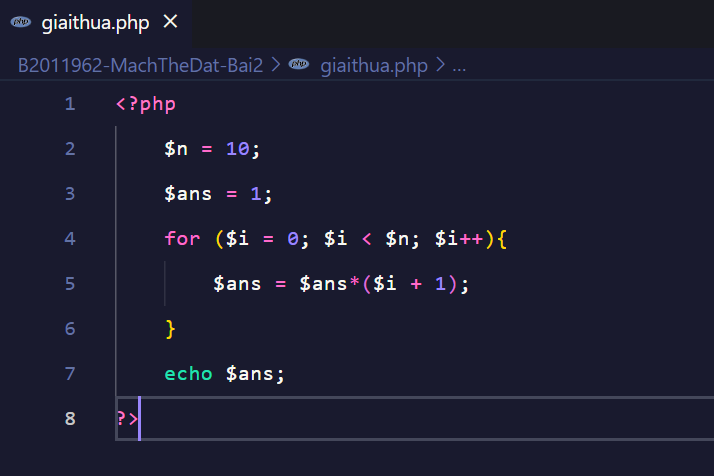 giaithua.php ×
B2011962-MachTheDat-Bai2 > giaithua.php > ...
1 <?php
2 $n = 10;
3 $ans = 1;
4 for ($i = 0; $i < $n; $i++){
5 $ans = $ans*($i + 1);
6 }
7 echo $ans;
8 ?>